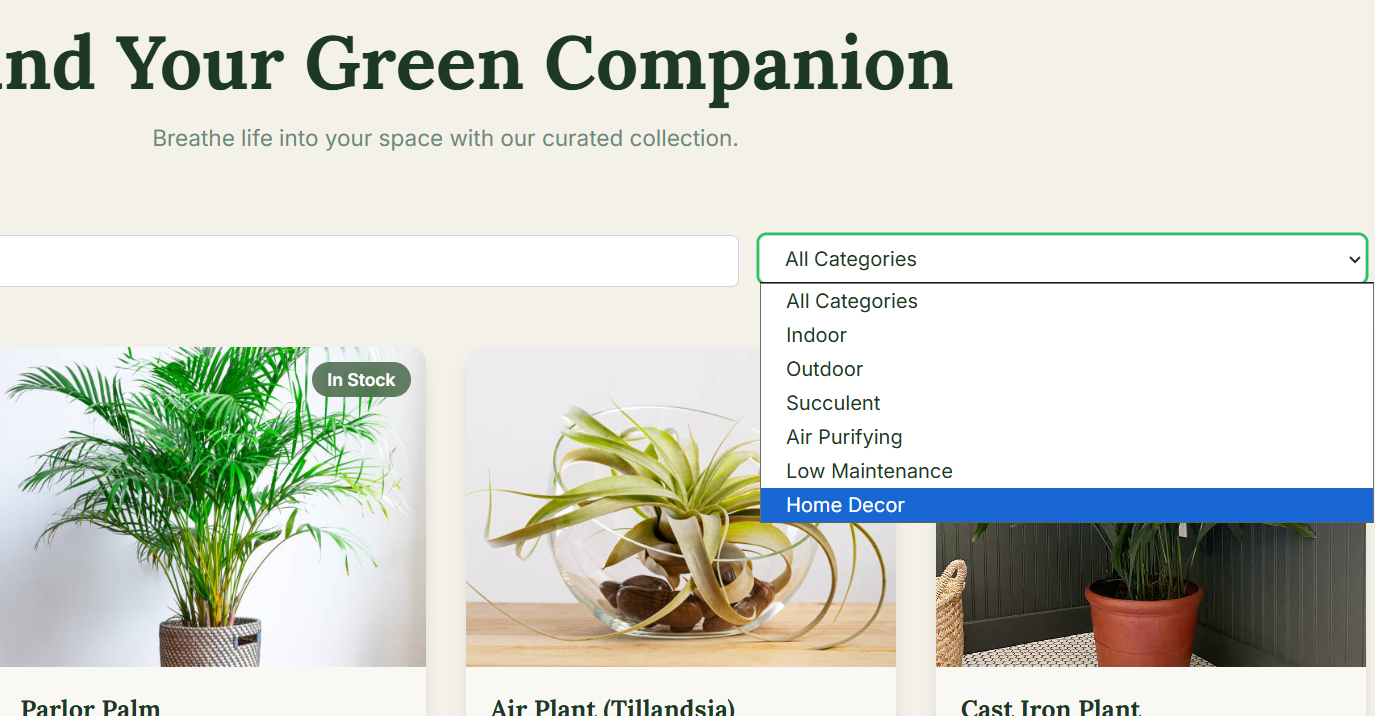 nd Your Green Companion
Breathe life into your space with our curated collection.
All Categories
All Categories
Indoor
Outdoor
Succulent
Air Purifying
Low Maintenance
Home Decor
In Stock
Parlor Palm
Air Plant (Tillandsia)
Cast Iron Plant